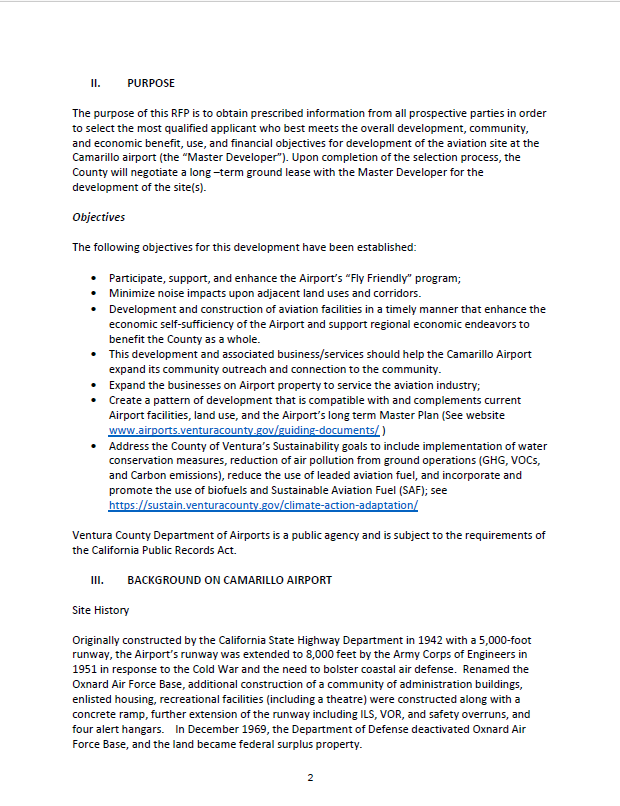 II. PURPOSE
The purpose of this RFP is to obtain prescribed information from all prospective parties in order
to select the most qualified applicant who best meets the overall development, community,
and economic benefit, use, and financial objectives for development of the aviation site at the
Camarillo airport (the “Master Developer”). Upon completion of the selection process, the
County will negotiate a long –term ground lease with the Master Developer for the
development of the site(s).
Objectives
The following objectives for this development have been established:
• Participate, support, and enhance the Airport’s “Fly Friendly” program;
• Minimize noise impacts upon adjacent land uses and corridors.
• Development and construction of aviation facilities in a timely manner that enhance the
economic self-sufficiency of the Airport and support regional economic endeavors to
benefit the County as a whole.
• This development and associated business/services should help the Camarillo Airport
expand its community outreach and connection to the community.
• Expand the businesses on Airport property to service the aviation industry;
• Create a pattern of development that is compatible with and complements current
Airport facilities, land use, and the Airport’s long term Master Plan (See website
www.airports.venturacounty.gov/guiding-documents/ )
• Address the County of Ventura’s Sustainability goals to include implementation of water
conservation measures, reduction of air pollution from ground operations (GHG, VOCs,
and Carbon emissions), reduce the use of leaded aviation fuel, and incorporate and
promote the use of biofuels and Sustainable Aviation Fuel (SAF); see
https://sustain.venturacounty.gov/climate-action-adaptation/
Ventura County Department of Airports is a public agency and is subject to the requirements of
the California Public Records Act.
III. BACKGROUND ON CAMARILLO AIRPORT
Site History
Originally constructed by the California State Highway Department in 1942 with a 5,000-foot
runway, the Airport’s runway was extended to 8,000 feet by the Army Corps of Engineers in
1951 in response to the Cold War and the need to bolster coastal air defense. Renamed the
Oxnard Air Force Base, additional construction of a community of administration buildings,
enlisted housing, recreational facilities (including a theatre) were constructed along with a
concrete ramp, further extension of the runway including ILS, VOR, and safety overruns, and
four alert hangars. In December 1969, the Department of Defense deactivated Oxnard Air
Force Base, and the land became federal surplus property.
2